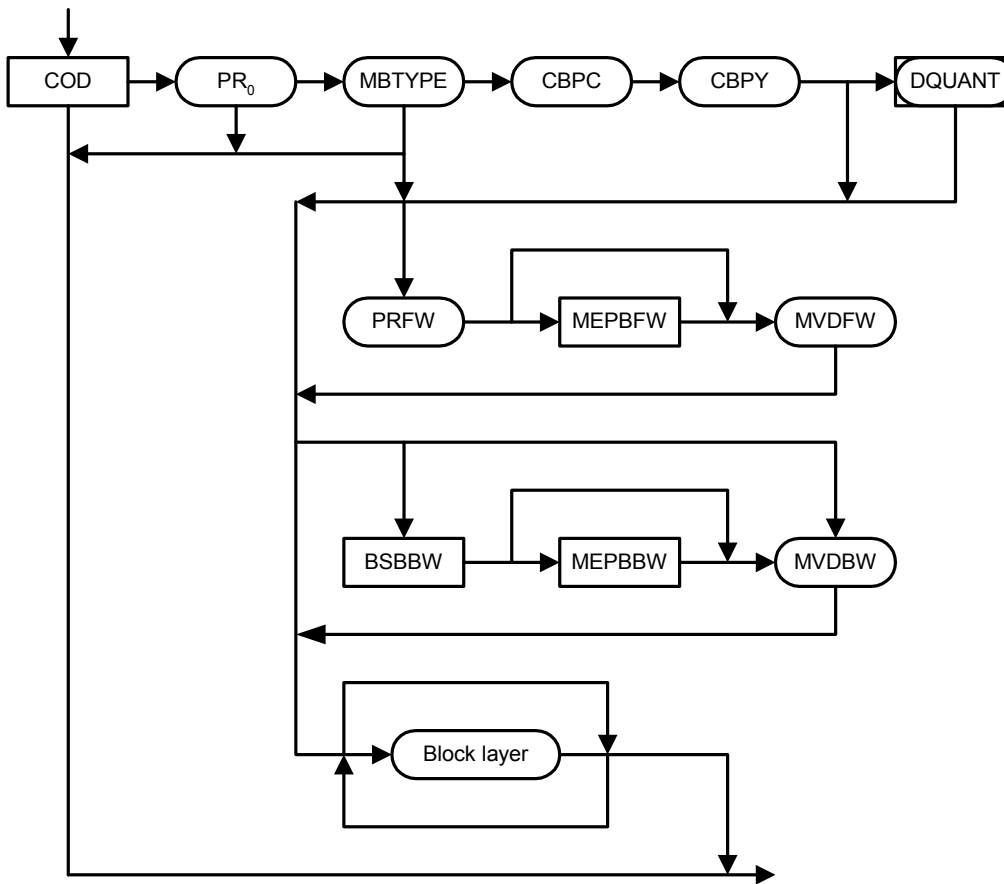 COD
PR₀
MBTYPE
CBPC
CBPY
DQUANT
PRFW
MEPBFW
MVDFW
BSBBW
MEPBBW
MVDBW
Block layer